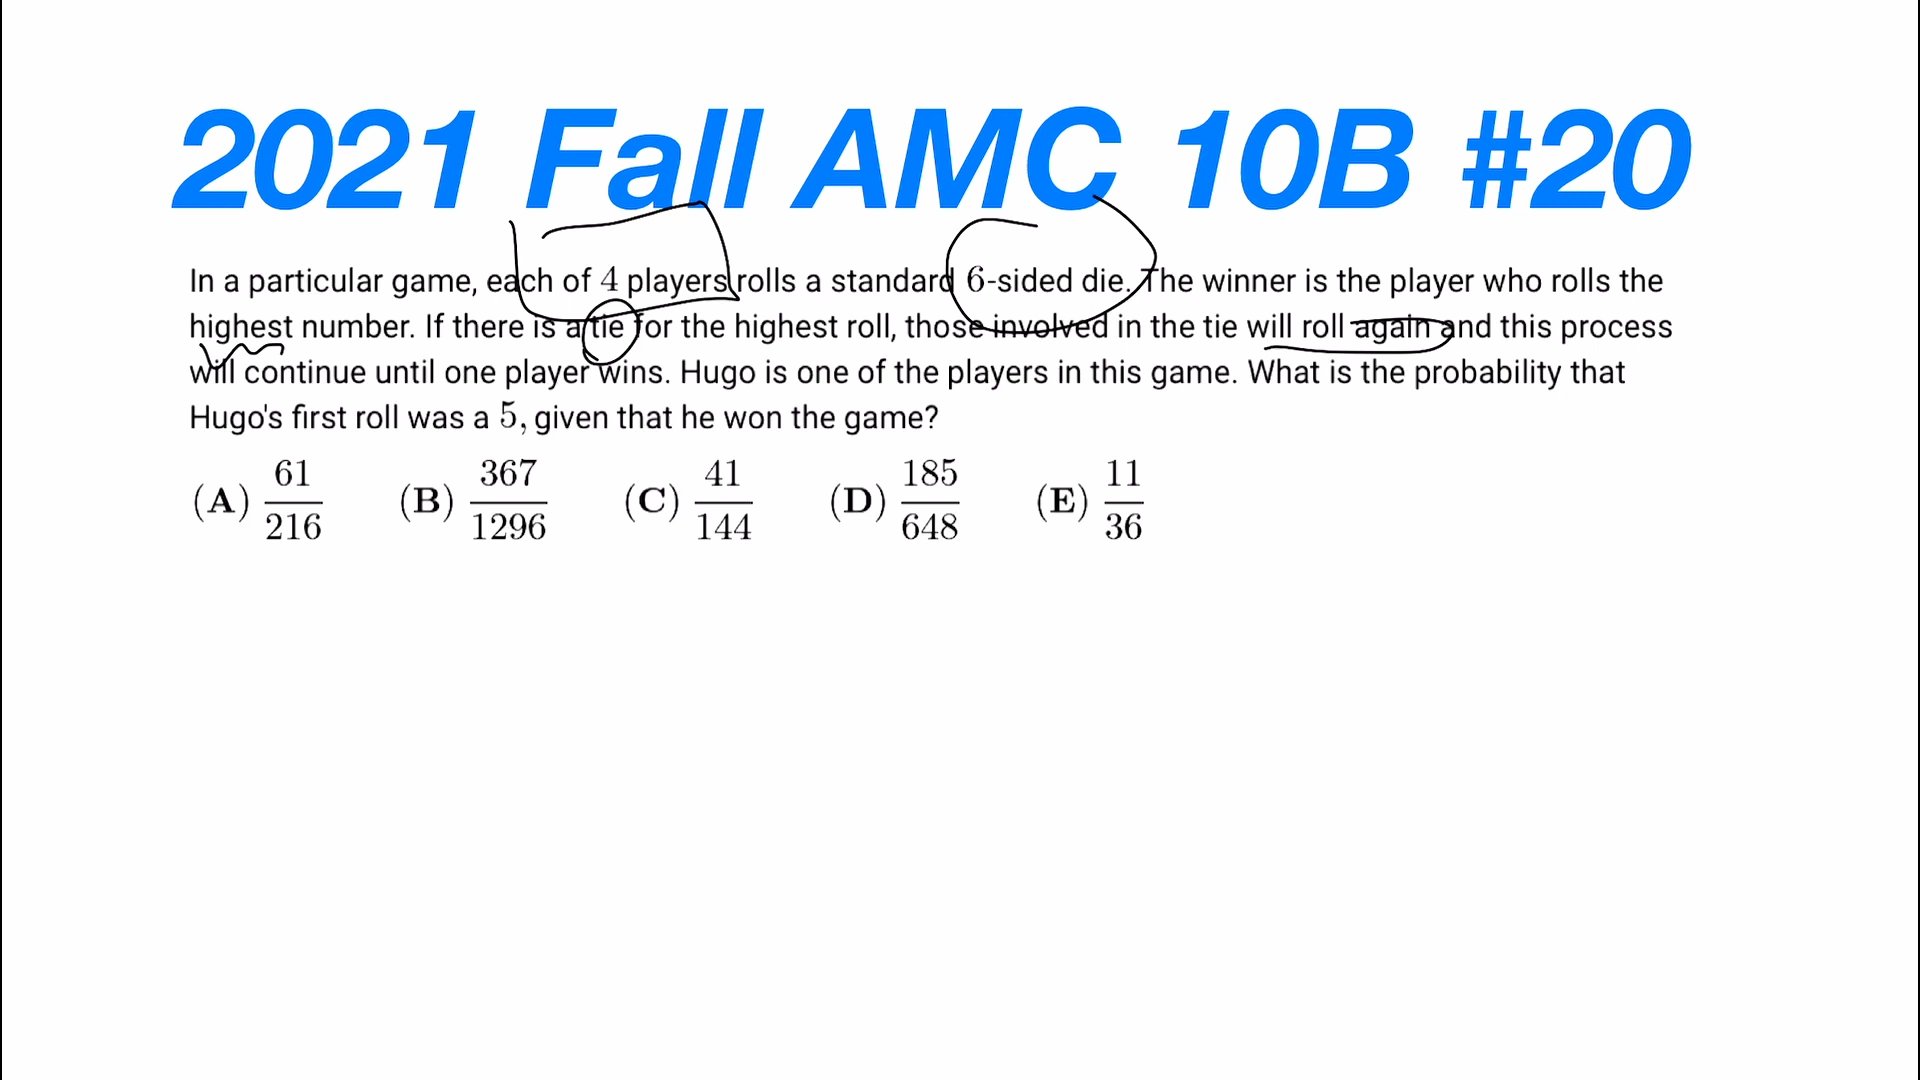 2021 Fall AMC 10B #20
In a particular game, each of 4 players rolls a standard 6-sided die. The winner is the player who rolls the
highest number. If there is a tie for the highest roll, those involved in the tie will roll again and this process
will continue until one player wins. Hugo is one of the players in this game. What is the probability that
Hugo's first roll was a 5, given that he won the game?
(A) 61/216 (B) 367/1296 (C) 41/144 (D) 185/648 (E) 11/36